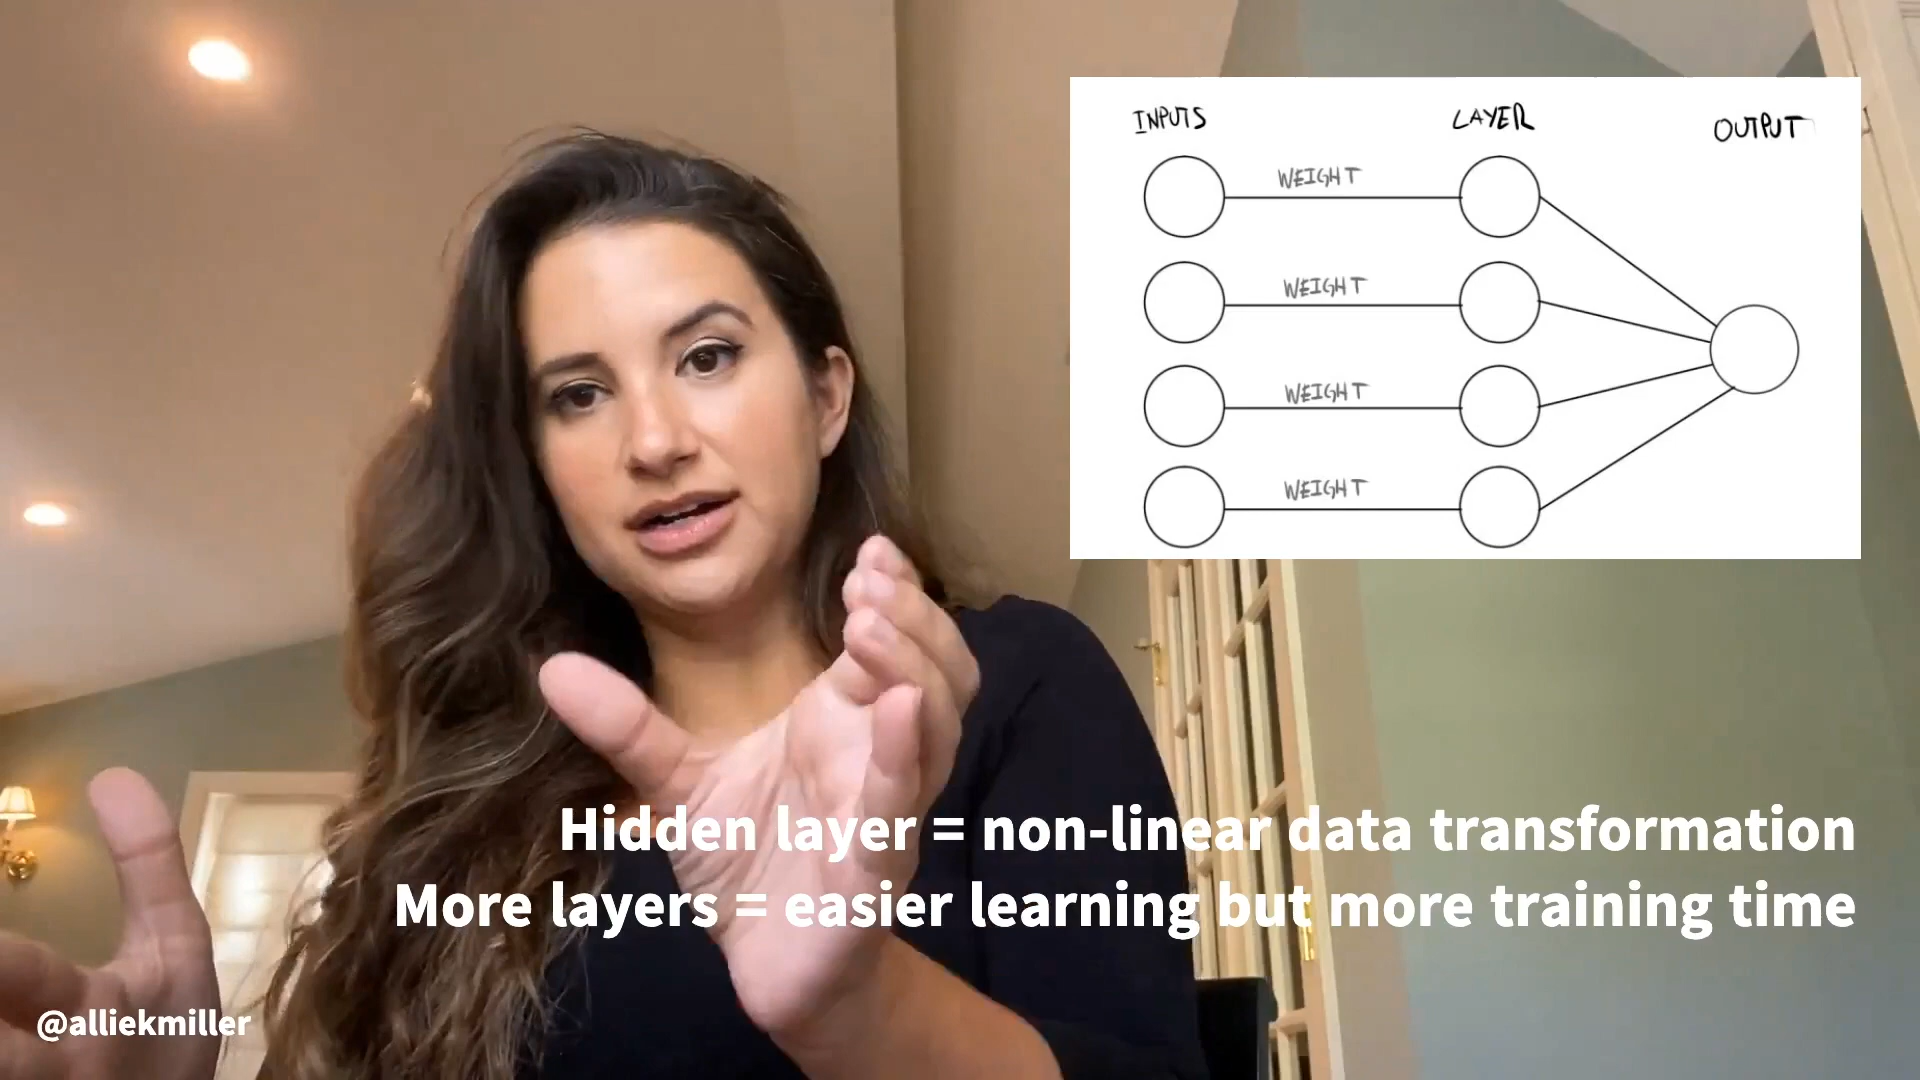 INPUTS LAYER OUTPUT
WEIGHT
WEIGHT
WEIGHT
WEIGHT
Hidden layer = non-linear data transformation
More layers = easier learning but more training time
@alliekmiller